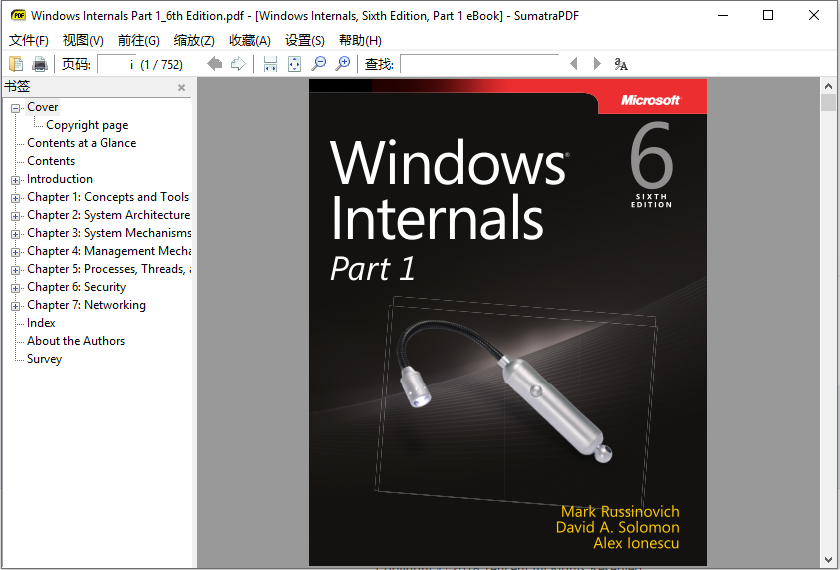 Windows Internals Part 1_6th Edition.pdf - [Windows Internals, Sixth Edition, Part 1 eBook] - SumatraPDF
文件(F) 视图(V) 前往(G) 缩放(Z) 收藏(A) 设置(S) 帮助(H)
页码: i (1 / 752) 查找:
书签
Cover
Copyright page
Contents at a Glance
Contents
Introduction
Chapter 1: Concepts and Tools
Chapter 2: System Architecture
Chapter 3: System Mechanisms
Chapter 4: Management Mecha
Chapter 5: Processes, Threads, a
Chapter 6: Security
Chapter 7: Networking
Index
About the Authors
Survey
PDF
Microsoft
6
SIXTH
EDITION
Windows®
Internals
Part 1
Mark Russinovich
David A. Solomon
Alex Ionescu